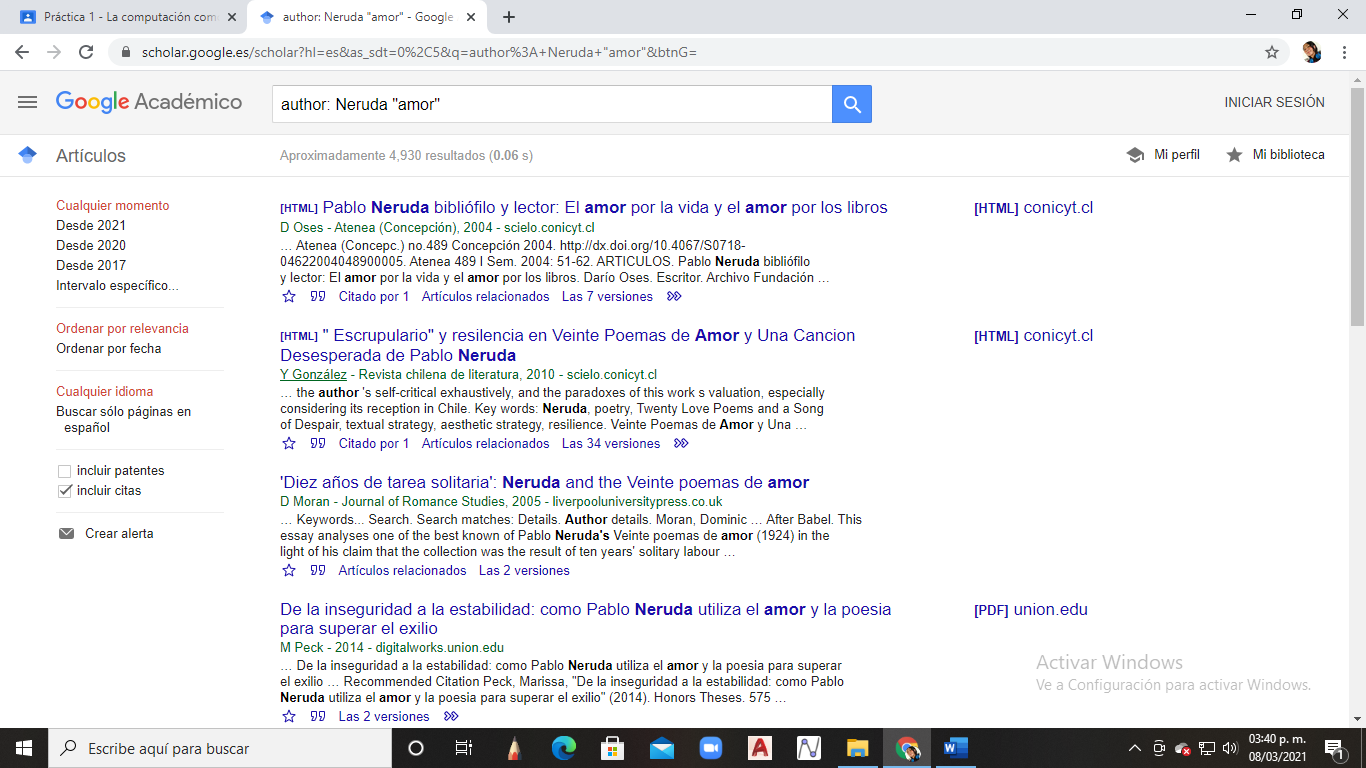 Práctica 1 - La computación com
author: Neruda "amor" - Google
scholar.google.es/scholar?hl=es&as_sdt=0%2C5&q=author%3A+Neruda+"amor"&btnG=
Google Académico
author: Neruda "amor"
INICIAR SESIÓN
Artículos
Aproximadamente 4,930 resultados (0.06 s)
Mi perfil
Mi biblioteca
Cualquier momento
Desde 2021
Desde 2020
Desde 2017
Intervalo específico...
Ordenar por relevancia
Ordenar por fecha
Cualquier idioma
Buscar sólo páginas en
español
incluir patentes
incluir citas
Crear alerta
[HTML] Pablo Neruda bibliófilo y lector: El amor por la vida y el amor por los libros
[HTML] conicyt.cl
D Oses - Atenea (Concepción), 2004 - scielo.conicyt.cl
… Atenea (Concepc.) no.489 Concepción 2004. http://dx.doi.org/10.4067/S0718-
04622004048900005. Atenea 489 I Sem. 2004: 51-62. ARTICULOS. Pablo Neruda bibliófilo
y lector: El amor por la vida y el amor por los libros. Darío Oses. Escritor. Archivo Fundación …
Citado por 1 Artículos relacionados Las 7 versiones
[HTML] " Escrupulario" y resilencia en Veinte Poemas de Amor y Una Cancion
Desesperada de Pablo Neruda
[HTML] conicyt.cl
Y González - Revista chilena de literatura, 2010 - scielo.conicyt.cl
… the author 's self-critical exhaustively, and the paradoxes of this work s valuation, especially
considering its reception in Chile. Key words: Neruda, poetry, Twenty Love Poems and a Song
of Despair, textual strategy, aesthetic strategy, resilience. Veinte Poemas de Amor y Una …
Citado por 1 Artículos relacionados Las 34 versiones
'Diez años de tarea solitaria': Neruda and the Veinte poemas de amor
D Moran - Journal of Romance Studies, 2005 - liverpooluniversitypress.co.uk
… Keywords... Search. Search matches: Details. Author details. Moran, Dominic … After Babel. This
essay analyses one of the best known of Pablo Neruda's Veinte poemas de amor (1924) in the
light of his claim that the collection was the result of ten years' solitary labour …
Artículos relacionados Las 2 versiones
De la inseguridad a la estabilidad: como Pablo Neruda utiliza el amor y la poesia
para superar el exilio
[PDF] union.edu
M Peck - 2014 - digitalworks.union.edu
… De la inseguridad a la estabilidad: como Pablo Neruda utiliza el amor y la poesia para superar
el exilio … Recommended Citation Peck, Marissa, "De la inseguridad a la estabilidad: como Pablo
Neruda utiliza el amor y la poesia para superar el exilio" (2014). Honors Theses. 575 …
Las 2 versiones
Activar Windows
Ve a Configuración para activar Windows.
Escribe aquí para buscar
03:40 p. m.
08/03/2021
1